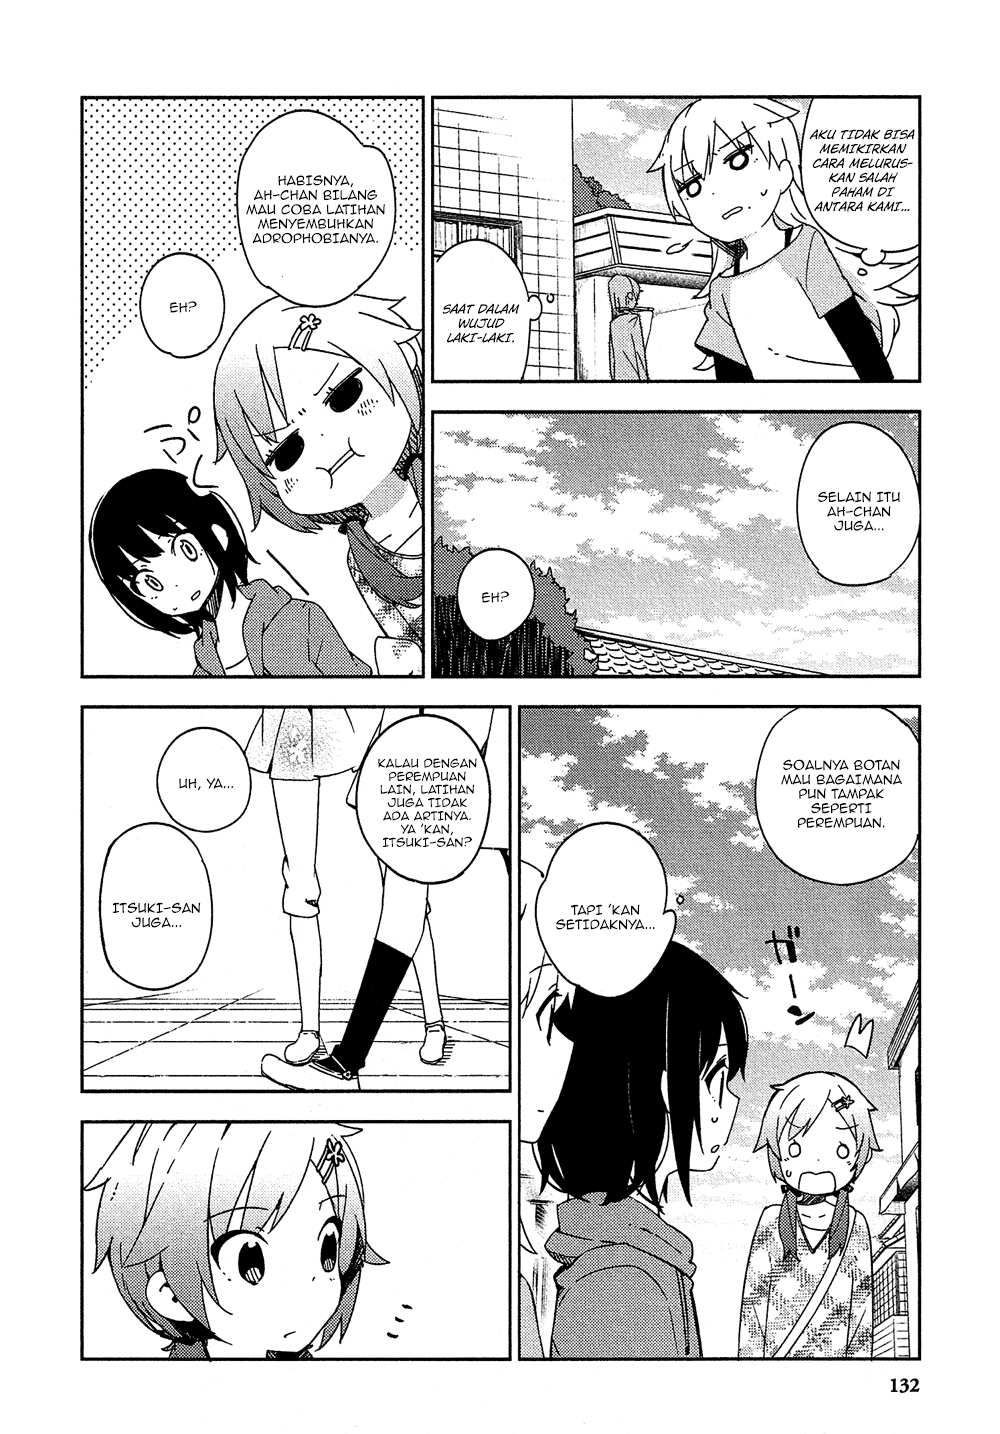 AKU TIDAK BISA
MEMIKIRKAN
CARA MELURUS-
KAN SALAH
PAHAM DI
ANTARA KAMI...
SAAT DALAM
WUJUD
LAKI-LAKI.
SELAIN ITU
AH-CHAN
JUGA...
EH?
HABISNYA,
AH-CHAN BILANG
MAU COBA LATIHAN
MENYEMBUHKAN
ADROPHOBIANYA.
EH?
ぷく
SOALNYA BOTAN
MAU BAGAIMANA
PUN TAMPAK
SEPERTI
PEREMPUAN.
TAPI 'KAN
SETIDAKNYA...
ガーン
KALAU DENGAN
PEREMPUAN
LAIN, LATIHAN
JUGA TIDAK
ADA ARTINYA.
YA 'KAN,
ITSUKI-SAN?
UH, YA...
ITSUKI-SAN
JUGA...
132